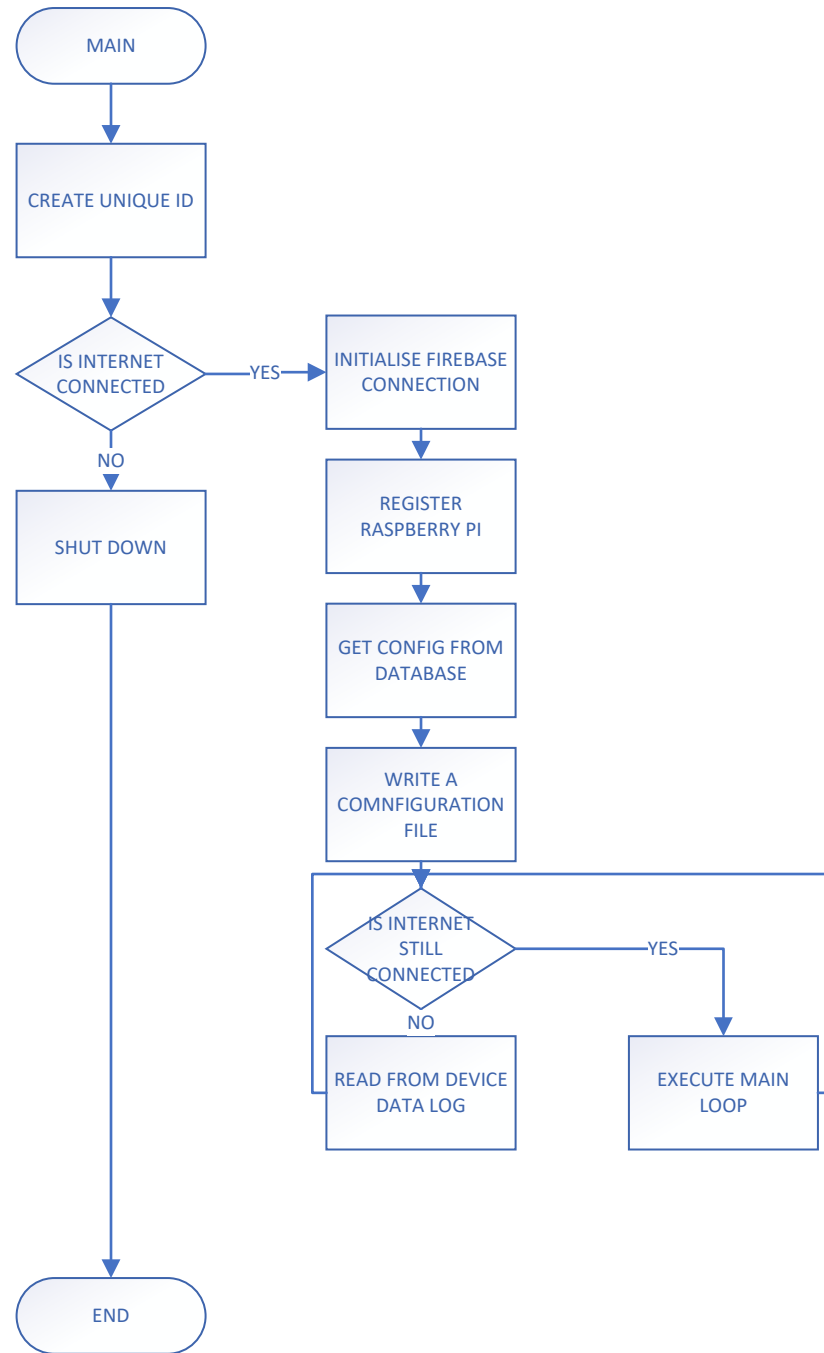 MAIN
CREATE UNIQUE ID
IS INTERNET
CONNECTED
YES
NO
SHUT DOWN
INITIALISE FIREBASE
CONNECTION
REGISTER
RASPBERRY PI
GET CONFIG FROM
DATABASE
WRITE A
COMNFIGURATION
FILE
IS INTERNET
STILL
CONNECTED
YES
NO
READ FROM DEVICE
DATA LOG
EXECUTE MAIN
LOOP
END